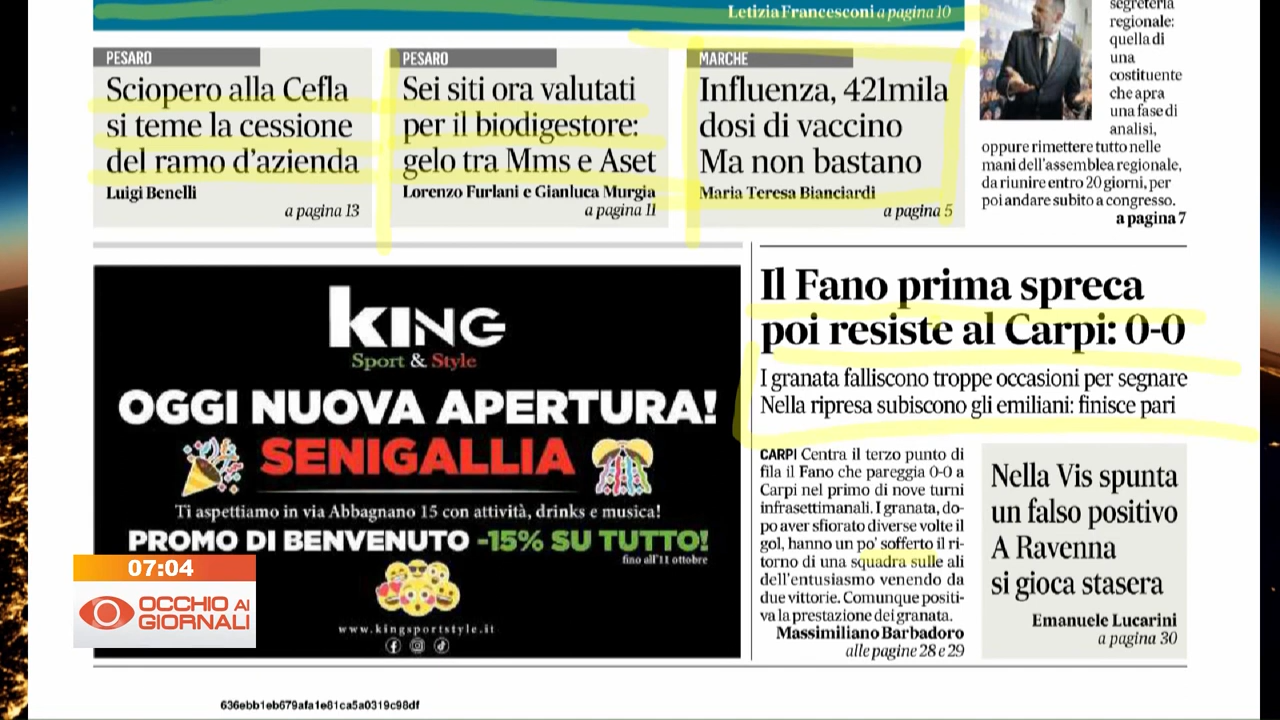 Letizia Francesconi a pagina 10
segreteria
regionale:
quella di
una
costituente
che apra
una fase di
analisi,
oppure rimettere tutto nelle
mani dell'assemblea regionale,
da riunire entro 20 giorni, per
poi andare subito a congresso.
a pagina 7
PESARO
Sciopero alla Cefla
si teme la cessione
del ramo d'azienda
Luigi Benelli
a pagina 13
PESARO
Sei siti ora valutati
per il biodigestore:
gelo tra Mms e Aset
Lorenzo Furlani e Gianluca Murgia
a pagina 11
MARCHE
Influenza, 421mila
dosi di vaccino
Ma non bastano
Maria Teresa Bianciardi
a pagina 5
KING
Sport & Style
OGGI NUOVA APERTURA!
SENIGALLIA
Ti aspettiamo in via Abbagnano 15 con attività, drinks e musica!
PROMO DI BENVENUTO -15% SU TUTTO!
fino all'11 ottobre
www.kingsportstyle.it
Il Fano prima spreca
poi resiste al Carpi: 0-0
I granata falliscono troppe occasioni per segnare
Nella ripresa subiscono gli emiliani: finisce pari
CARPI Centra il terzo punto di
fila il Fano che pareggia 0-0 a
Carpi nel primo di nove turni
infrasettimanali. I granata, do-
po aver sfiorato diverse volte il
gol, hanno un po' sofferto il ri-
torno di una squadra sulle ali
dell'entusiasmo venendo da
due vittorie. Comunque positi-
va la prestazione dei granata.
Massimiliano Barbadoro
alle pagine 28 e 29
Nella Vis spunta
un falso positivo
A Ravenna
si gioca stasera
Emanuele Lucarini
a pagina 30
07:04
OCCHIO AI
GIORNALI
636ebb1eb679afa1e81ca5a0319c98df